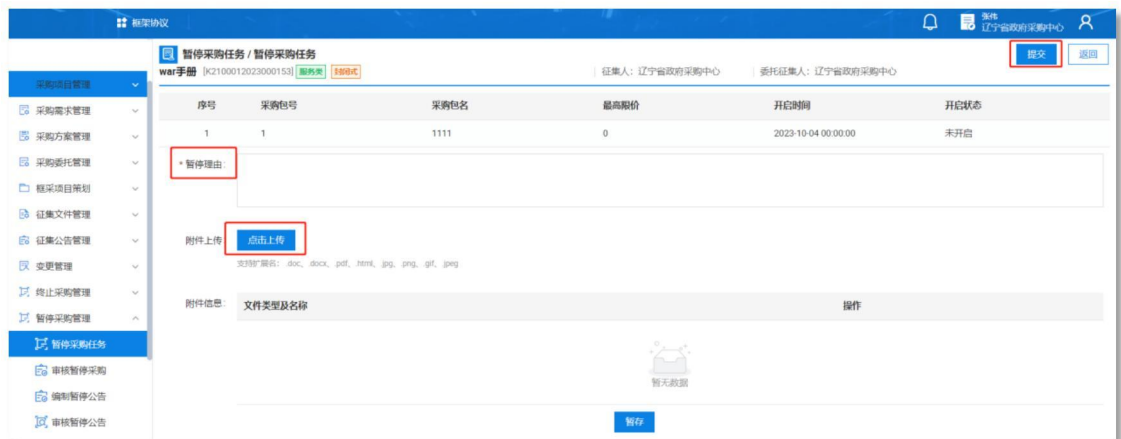 框架协议
张伟
辽宁省政府采购中心
暂停采购任务 / 暂停采购任务
提交
返回
war手册 [K2100012023000153] 服务类 封闭式 征集人：辽宁省政府采购中心 委托征集人：辽宁省政府采购中心
采购项目管理
采购需求管理
采购方案管理
采购委托管理
框采项目策划
征集文件管理
征集公告管理
变更管理
终止采购管理
暂停采购管理
暂停采购任务
审核暂停采购
编制暂停公告
审核暂停公告
序号 采购包号 采购包名 最高限价 开启时间 开启状态
1 1 1111 0 2023-10-04 00:00:00 未开启
* 暂停理由：
附件上传 点击上传
支持扩展名：.doc、.docx、.pdf、.html、.jpg、.png、.gif、.jpeg
附件信息： 文件类型及名称 操作
暂无数据
暂存